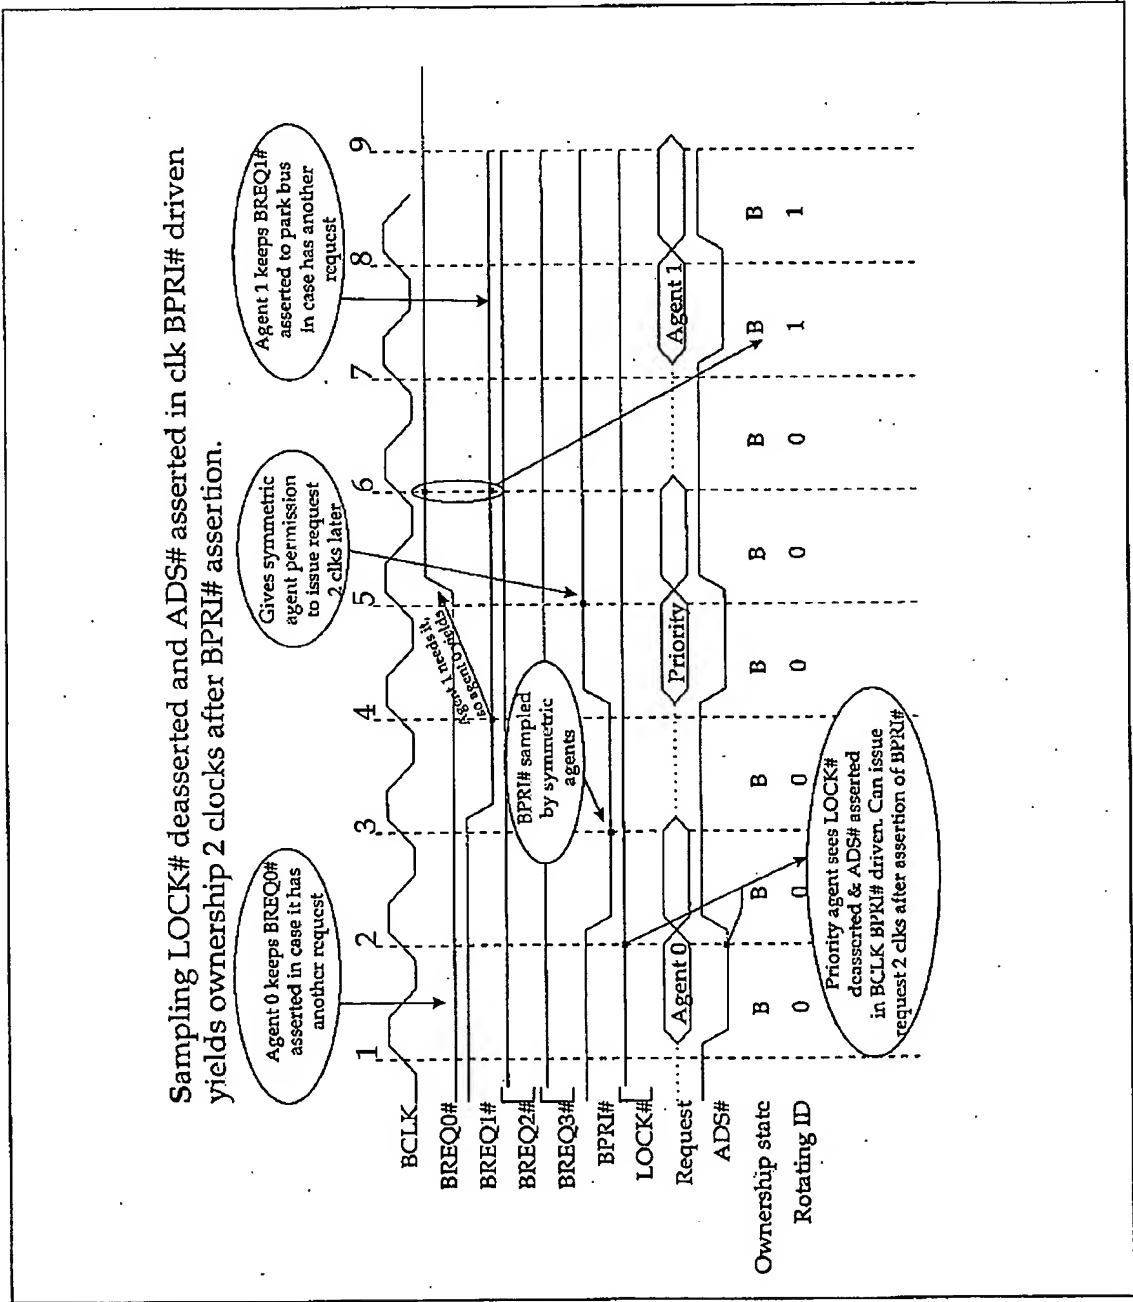 Sampling LOCK# deasserted and ADS# asserted in clk BPRI# driven
yields ownership 2 clocks after BPRI# assertion.
Agent 0 keeps BREQ0#
asserted in case it has
another request
Gives symmetric
agent permission
to issue request
2 clks later
Agent 1 keeps BREQ1#
asserted to park bus
in case has another
request
1 2 3 4 5 6 7 8 9
BCLK
BREQ0#
Agent 1 needs it,
so agent 0 yields
BREQ1#
BREQ2#
BREQ3#
BPRI# sampled
by symmetric
agents
BPRI#
LOCK#
Request Agent 0 Priority Agent 1
ADS#
Ownership state B B B B B B B B
Rotating ID 0 0 0 0 0 0 1 1
Priority agent sees LOCK#
deasserted & ADS# asserted
in BCLK BPRI# driven. Can issue
request 2 clks after assertion of BPRI#